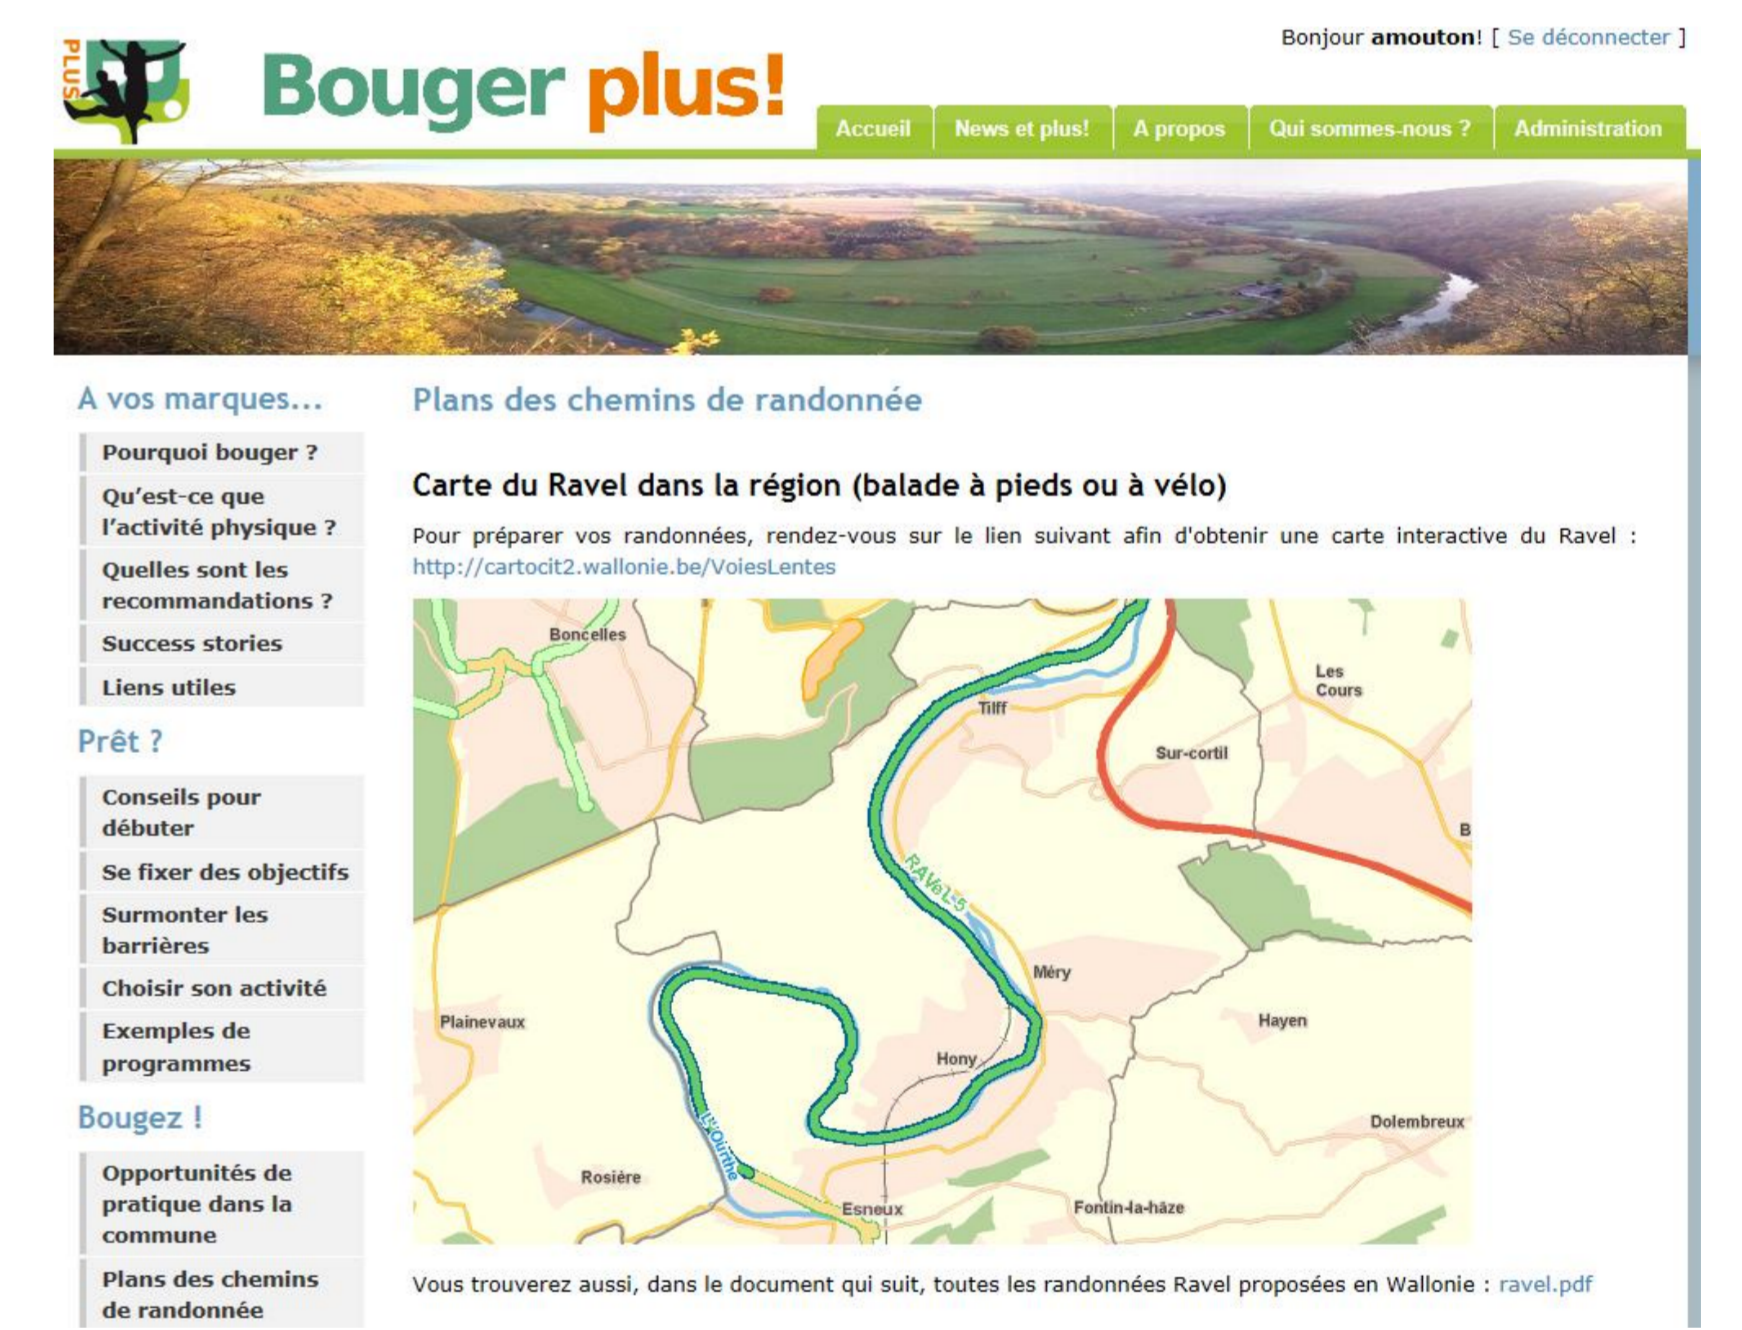 Bonjour amouton! [ Se déconnecter ]
PLUS
Bouger plus!
Accueil
News et plus!
A propos
Qui sommes-nous ?
Administration
A vos marques...
Pourquoi bouger ?
Qu’est-ce que
l’activité physique ?
Quelles sont les
recommandations ?
Success stories
Liens utiles
Prêt ?
Conseils pour
débuter
Se fixer des objectifs
Surmonter les
barrières
Choisir son activité
Exemples de
programmes
Bougez !
Opportunités de
pratique dans la
commune
Plans des chemins
de randonnée
Plans des chemins de randonnée
Carte du Ravel dans la région (balade à pieds ou à vélo)
Pour préparer vos randonnées, rendez-vous sur le lien suivant afin d'obtenir une carte interactive du Ravel :
http://cartocit2.wallonie.be/VoiesLentes
Boncelles
Les
Cours
Tilff
Sur-cortil
B
RAVeL 5
Méry
Plainevaux
Hayen
Hony
Dolembreux
L'Ourthe
Rosière
Esneux
Fontin-la-hâze
Vous trouverez aussi, dans le document qui suit, toutes les randonnées Ravel proposées en Wallonie : ravel.pdf